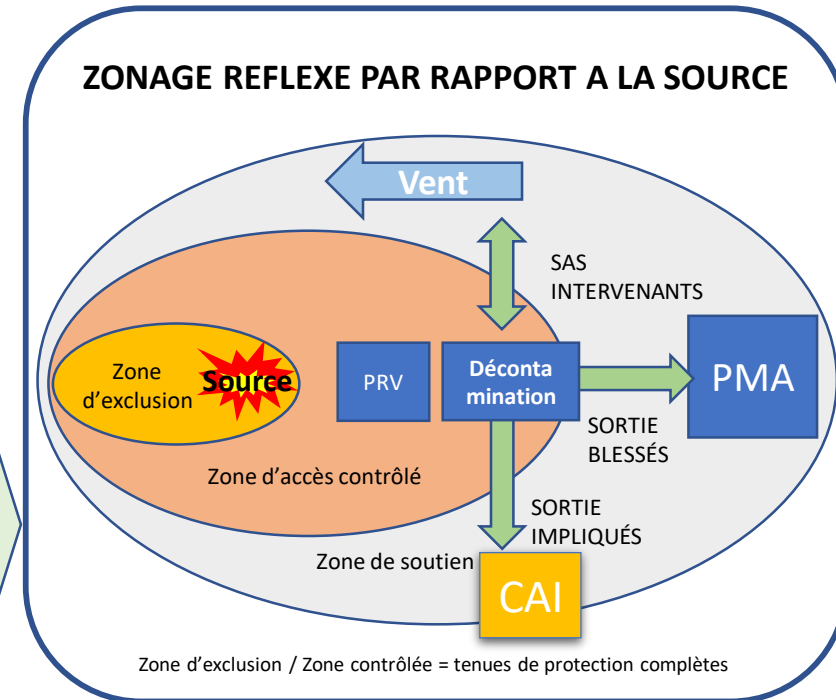 ZONAGE REFLEXE PAR RAPPORT A LA SOURCE
Vent
SAS
INTERVENANTS
Zone
d’exclusion
Source
PRV
Déconta
mination
PMA
SORTIE
BLESSÉS
Zone d’accès contrôlé
SORTIE
IMPLIQUÉS
Zone de soutien
CAI
Zone d’exclusion / Zone contrôlée = tenues de protection complètes